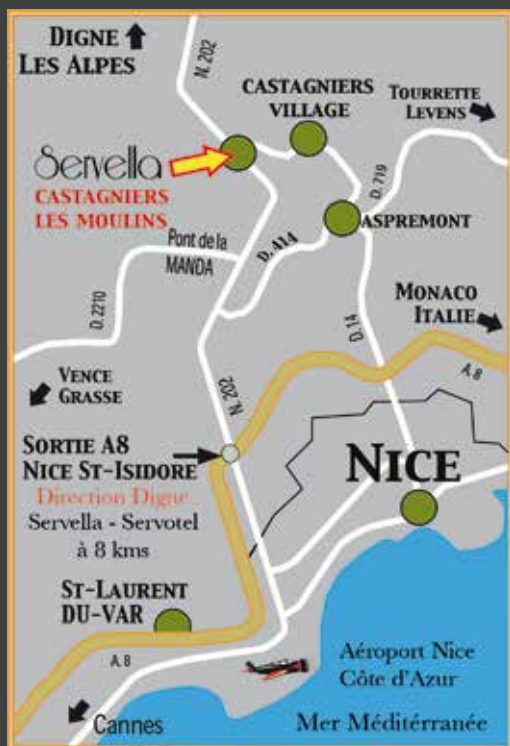 DIGNE
LES ALPES
N. 202
CASTAGNIERS
VILLAGE
TOURRETTE
LEVENS
Servella
CASTAGNIERS
LES MOULINS
D. 719
ASPREMONT
Pont de la
MANDA
D. 414
D. 2210
MONACO
ITALIE
D. 14
A. 8
VENCE
GRASSE
N. 202
SORTIE A8
NICE ST-ISIDORE
Direction Digne
Servella - Servotel
à 8 kms
NICE
ST-LAURENT
DU-VAR
A. 8
Aéroport Nice
Côte d'Azur
Cannes
Mer Méditérranée